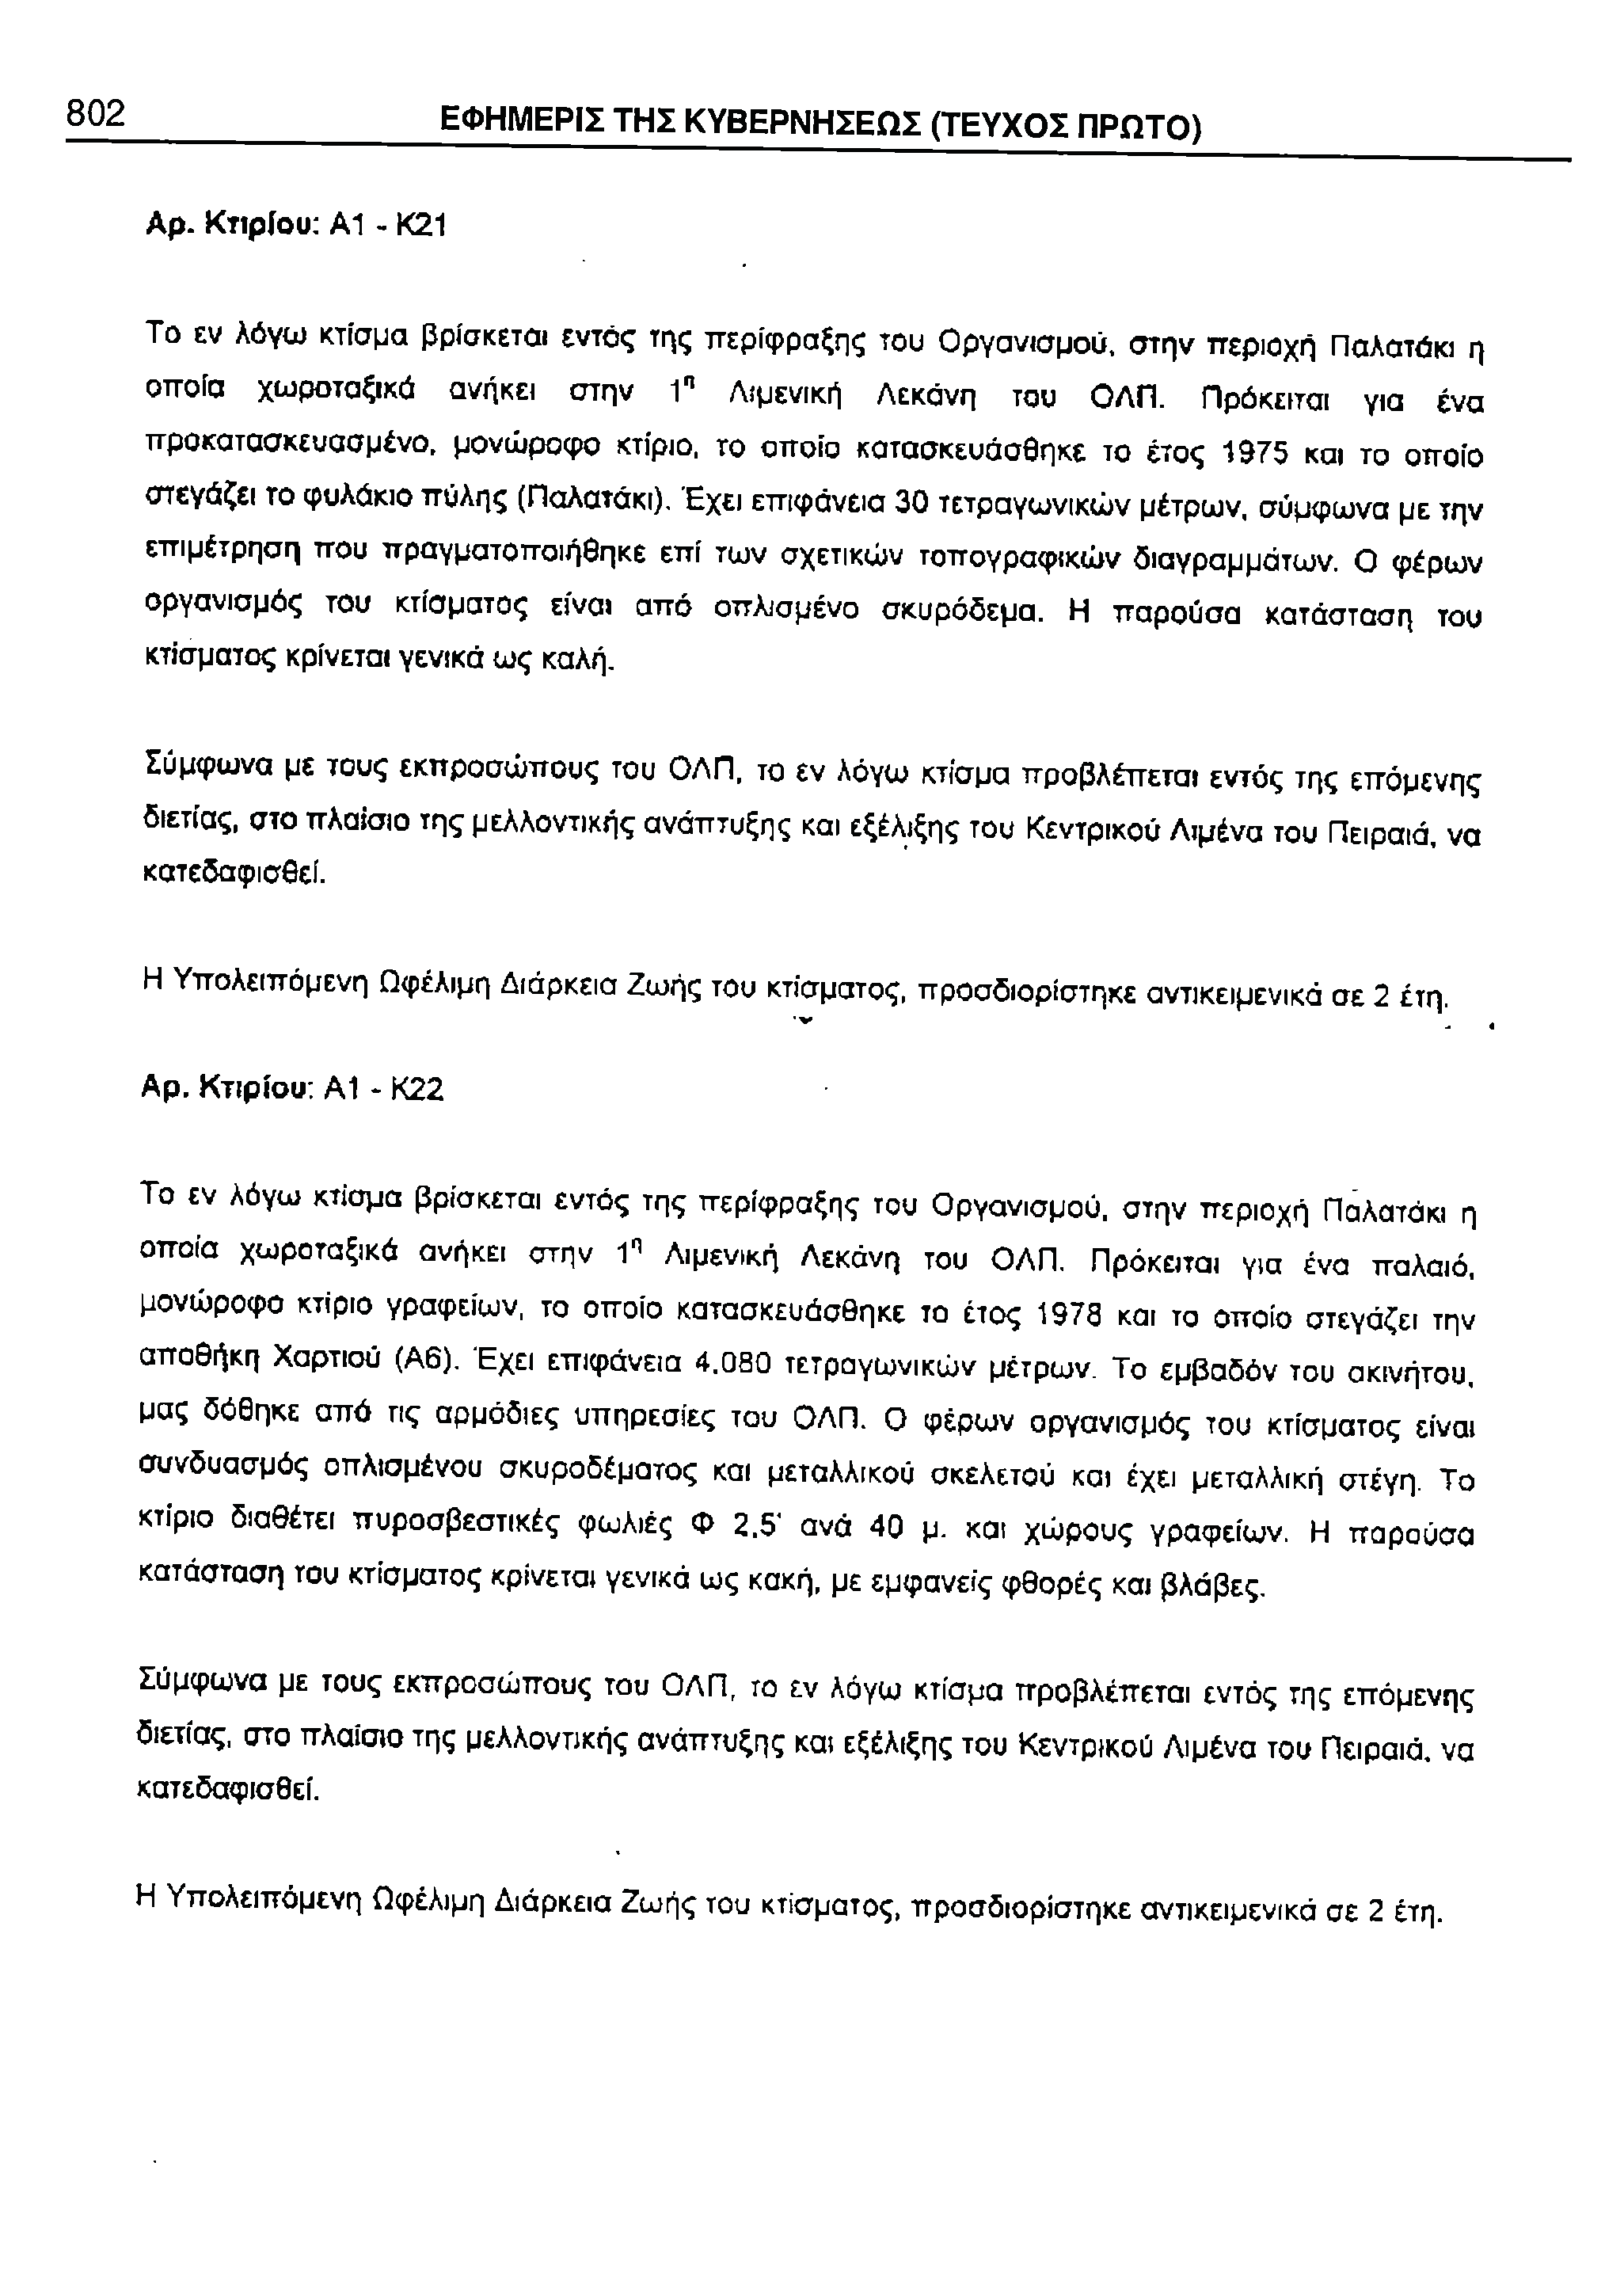 802
ΕΦΗΜΕΡΙΣ ΤΗΣ ΚΥΒΕΡΝΗΣΕΩΣ (ΤΕΥΧΟΣ ΠΡΩΤΟ)
Αρ. Κτιρίου: Α1 - Κ21
Το εν λόγω κτίσμα βρίσκεται εντός της περίφραξης του Οργανισμού, στην περιοχή Παλατάκι η
οποία χωροταξικά ανήκει στην 1η Λιμενική Λεκάνη του ΟΛΠ. Πρόκειται για ένα
προκατασκευασμένο, μονώροφο κτίριο, το οποίο κατασκευάσθηκε το έτος 1975 και το οποίο
στεγάζει το φυλάκιο πύλης (Παλατάκι). Έχει επιφάνεια 30 τετραγωνικών μέτρων, σύμφωνα με την
επιμέτρηση που πραγματοποιήθηκε επί των σχετικών τοπογραφικών διαγραμμάτων. Ο φέρων
οργανισμός του κτίσματος είναι από οπλισμένο σκυρόδεμα. Η παρούσα κατάσταση του
κτίσματος κρίνεται γενικά ως καλή.
Σύμφωνα με τους εκπροσώπους του ΟΛΠ, το εν λόγω κτίσμα προβλέπεται εντός της επόμενης
διετίας, στο πλαίσιο της μελλοντικής ανάπτυξης και εξέλιξης του Κεντρικού Λιμένα του Πειραιά, να
κατεδαφισθεί.
Η Υπολειπόμενη Ωφέλιμη Διάρκεια Ζωής του κτίσματος, προσδιορίστηκε αντικειμενικά σε 2 έτη.
Αρ. Κτιρίου: Α1 - Κ22
Το εν λόγω κτίσμα βρίσκεται εντός της περίφραξης του Οργανισμού, στην περιοχή Παλατάκι η
οποία χωροταξικά ανήκει στην 1η Λιμενική Λεκάνη του ΟΛΠ. Πρόκειται για ένα παλαιό,
μονώροφο κτίριο γραφείων, το οποίο κατασκευάσθηκε το έτος 1978 και το οποίο στεγάζει την
αποθήκη Χαρτιού (Α6). Έχει επιφάνεια 4.080 τετραγωνικών μέτρων. Το εμβαδόν του ακινήτου,
μας δόθηκε από τις αρμόδιες υπηρεσίες του ΟΛΠ. Ο φέρων οργανισμός του κτίσματος είναι
συνδυασμός οπλισμένου σκυροδέματος και μεταλλικού σκελετού και έχει μεταλλική στέγη. Το
κτίριο διαθέτει πυροσβεστικές φωλιές Φ 2,5' ανά 40 μ. και χώρους γραφείων. Η παρούσα
κατάσταση του κτίσματος κρίνεται γενικά ως κακή, με εμφανείς φθορές και βλάβες.
Σύμφωνα με τους εκπροσώπους του ΟΛΠ, το εν λόγω κτίσμα προβλέπεται εντός της επόμενης
διετίας, στο πλαίσιο της μελλοντικής ανάπτυξης και εξέλιξης του Κεντρικού Λιμένα του Πειραιά, να
κατεδαφισθεί.
Η Υπολειπόμενη Ωφέλιμη Διάρκεια Ζωής του κτίσματος, προσδιορίστηκε αντικειμενικά σε 2 έτη.